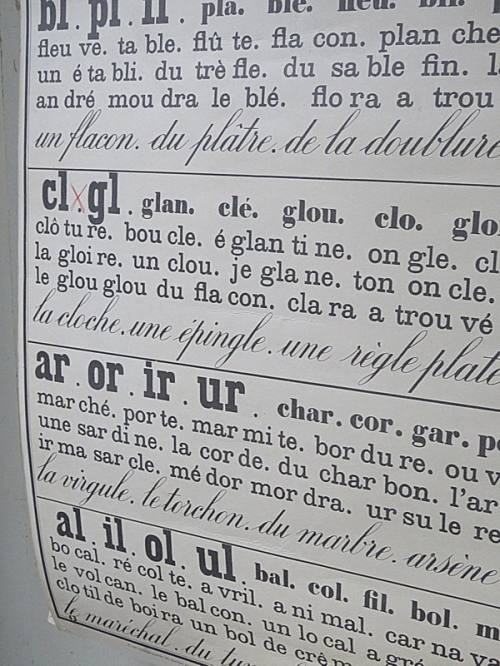 bl . pl . fl . pla. ble. fleu.
fleu ve. ta ble. flû te. fla con. plan che
un é ta bli. du trè fle. du sa ble fin.
an dré mou dra le blé. flo ra a trou
un flacon. du plâtre. de la doublure
cl . gl . glan. clé. glou. clo. glo
clô tu re. bou cle. é glan ti ne. on gle. cl
la gloi re. un clou. je gla ne. ton on cle.
le glou glou du fla con. cla ra a trou vé
la cloche. une épingle. une règle plate
ar . or . ir . ur . char. cor. gar. p
mar ché. por te. mar mi te. bor du re. ou v
une sar di ne. la cor de. du char bon. l'ar
ir ma sar cle. mé dor mor dra. ur su le re
la virgule. le torchon. du marbre. arsène
al . il . ol . ul . bal. col. fil. bol. m
bo cal. ré col te. a vril. a ni mal. car na v
le vol can. le bal con. un lo cal a gré
clo til de boi ra un bol de crê m
le maréchal. du